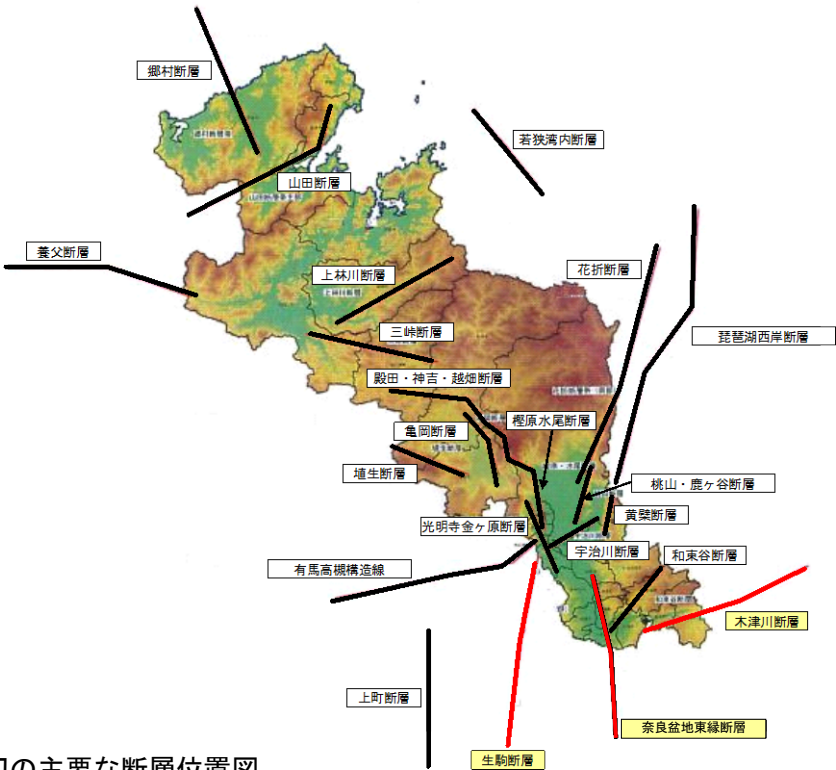 郷村断層
若狭湾内断層
山田断層
養父断層
上林川断層
花折断層
三峠断層
琵琶湖西岸断層
殿田・神吉・越畑断層
樫原水尾断層
亀岡断層
埴生断層
桃山・鹿ヶ谷断層
光明寺金ヶ原断層
黄檗断層
宇治川断層
和束谷断層
有馬高槻構造線
木津川断層
上町断層
奈良盆地東縁断層
生駒断層
の主要な断層位置図